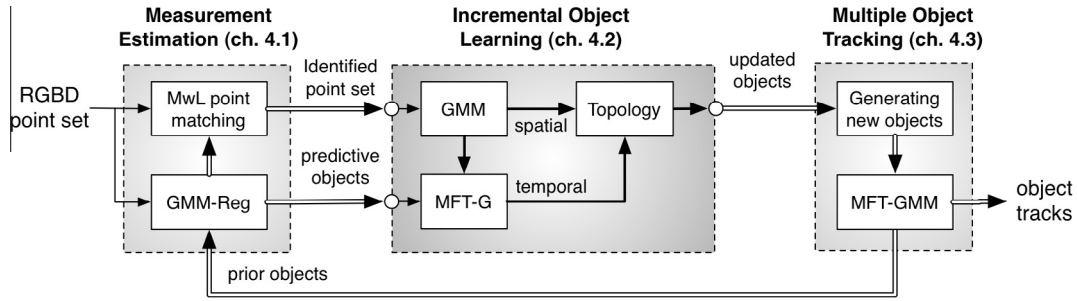 Measurement
Estimation (ch. 4.1)
Incremental Object
Learning (ch. 4.2)
Multiple Object
Tracking (ch. 4.3)
RGBD
point set
MwL point
matching
GMM-Reg
Identified
point set
predictive
objects
prior objects
GMM
spatial
Topology
MFT-G
temporal
updated
objects
Generating
new objects
MFT-GMM
object
tracks